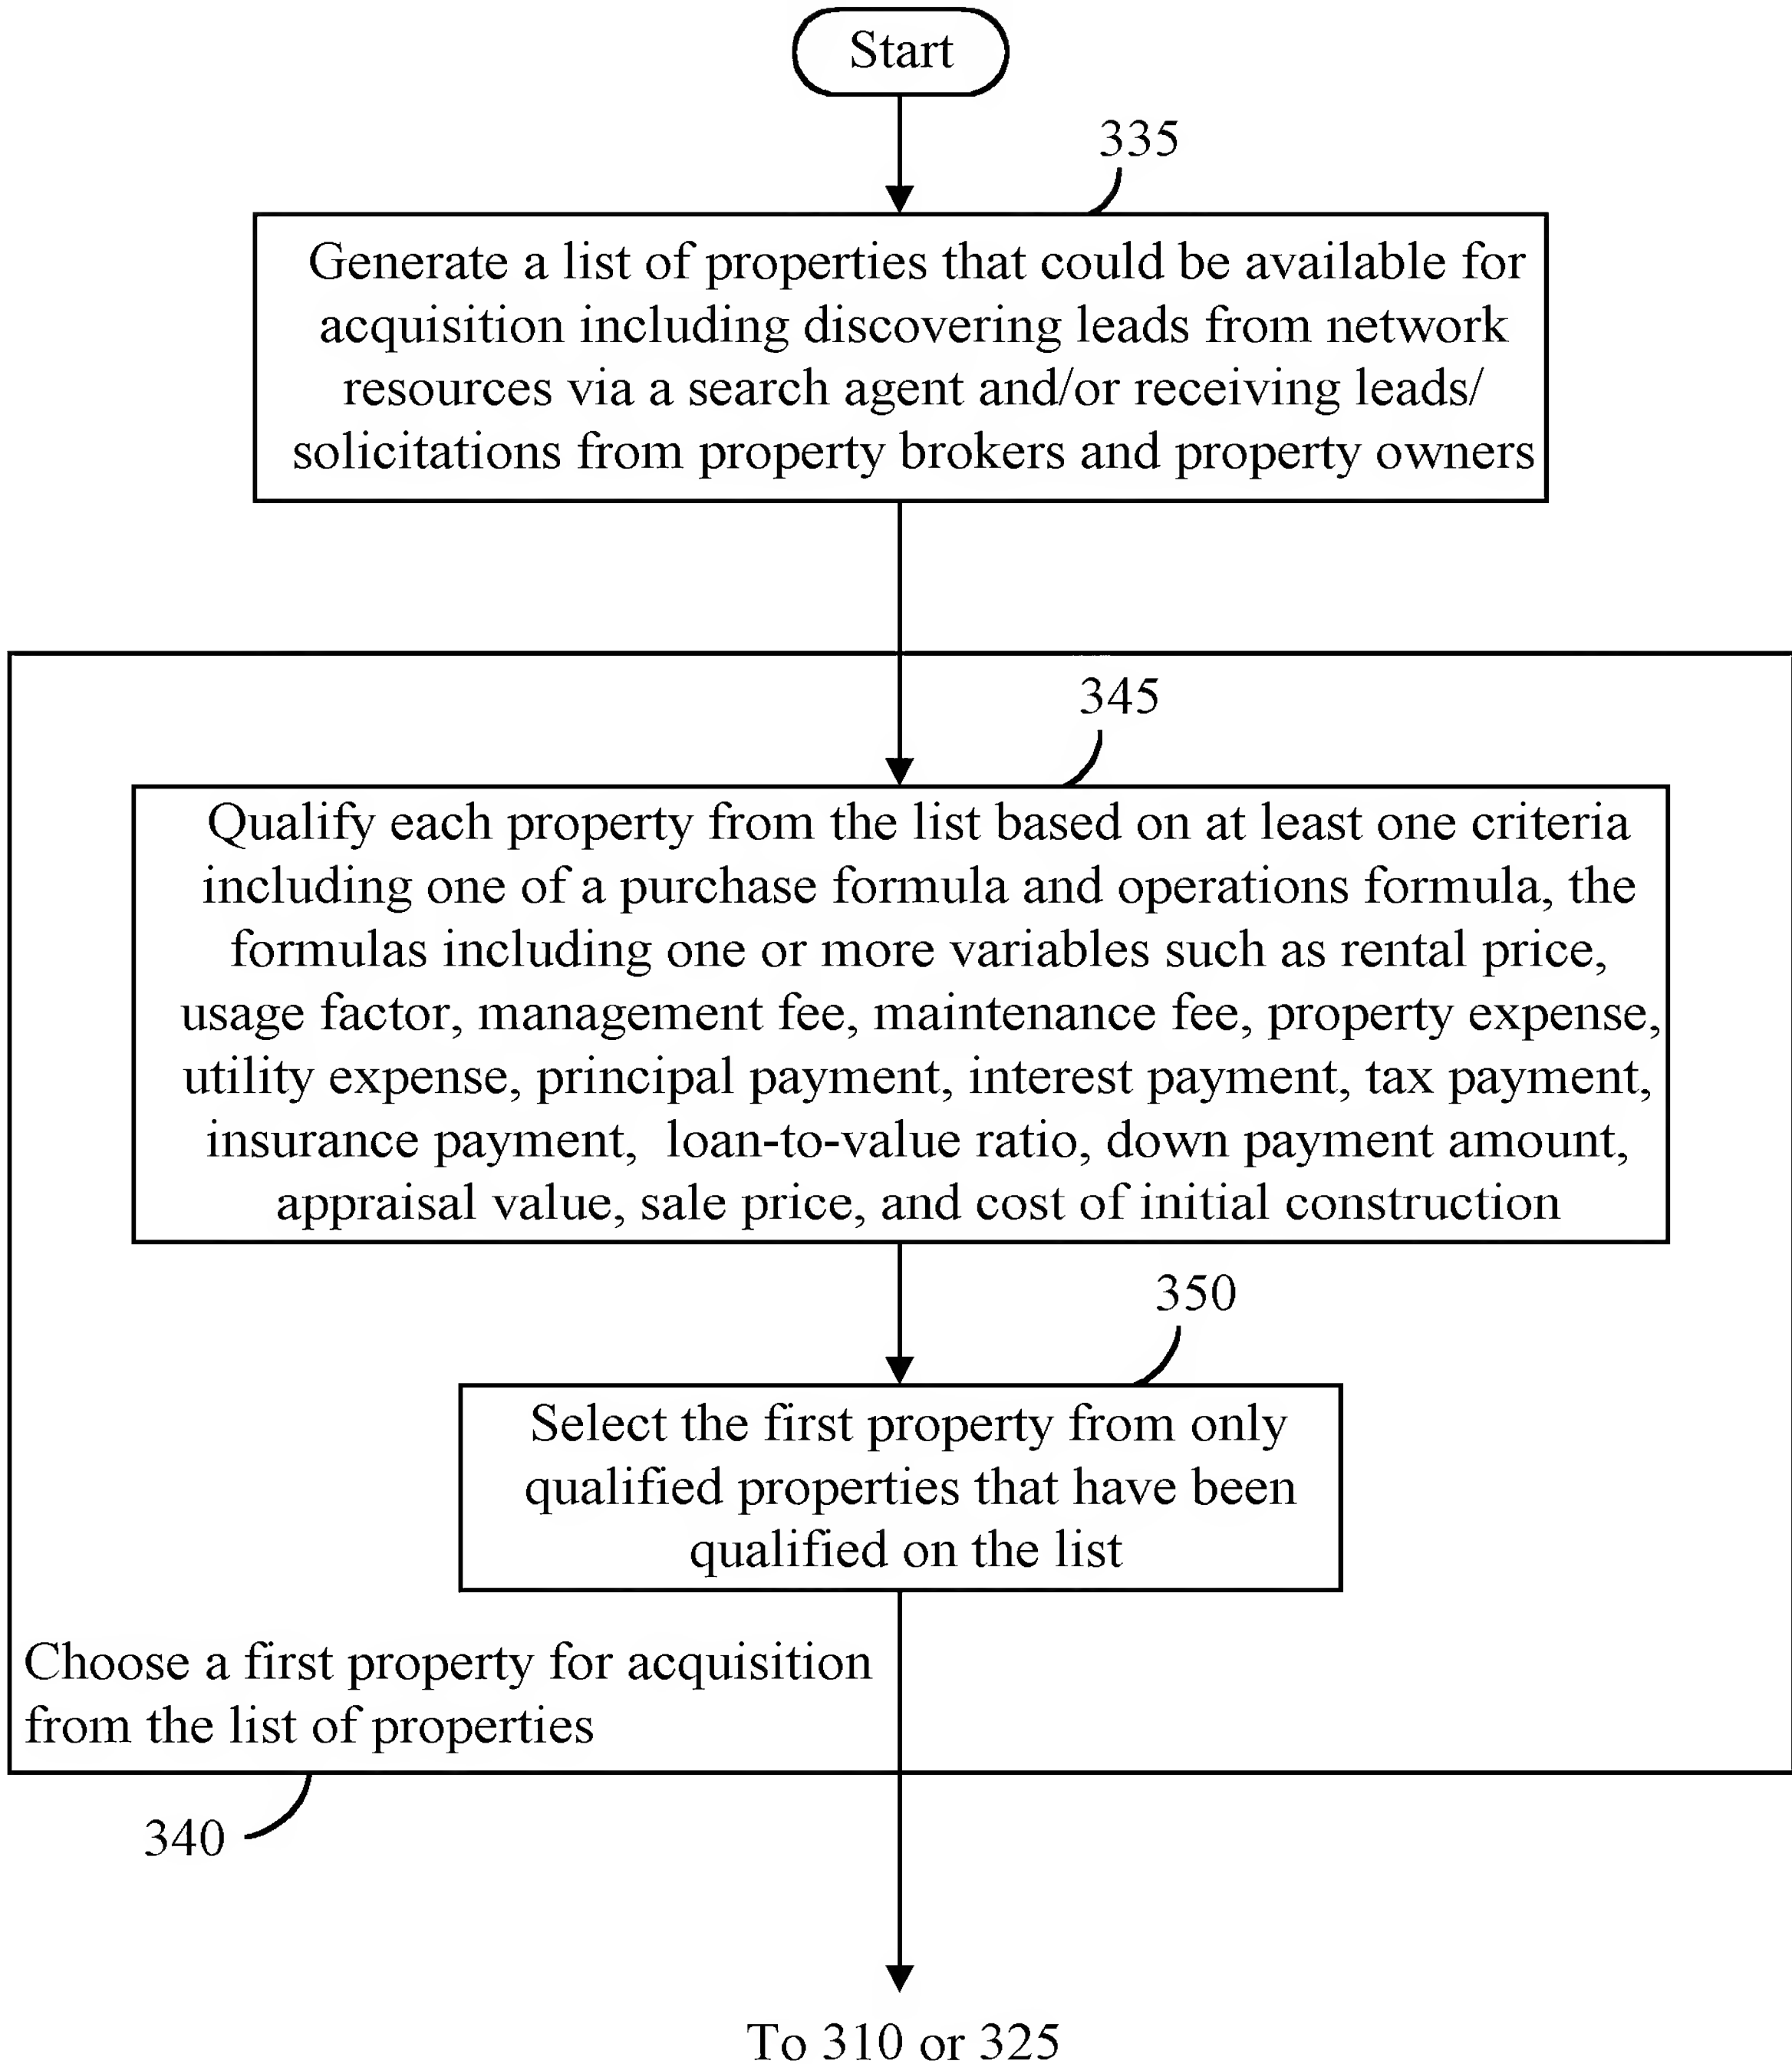 Start
335
Generate a list of properties that could be available for
acquisition including discovering leads from network
resources via a search agent and/or receiving leads/
solicitations from property brokers and property owners
345
Qualify each property from the list based on at least one criteria
including one of a purchase formula and operations formula, the
formulas including one or more variables such as rental price,
usage factor, management fee, maintenance fee, property expense,
utility expense, principal payment, interest payment, tax payment,
insurance payment, loan-to-value ratio, down payment amount,
appraisal value, sale price, and cost of initial construction
350
Select the first property from only
qualified properties that have been
qualified on the list
Choose a first property for acquisition
from the list of properties
340
To 310 or 325